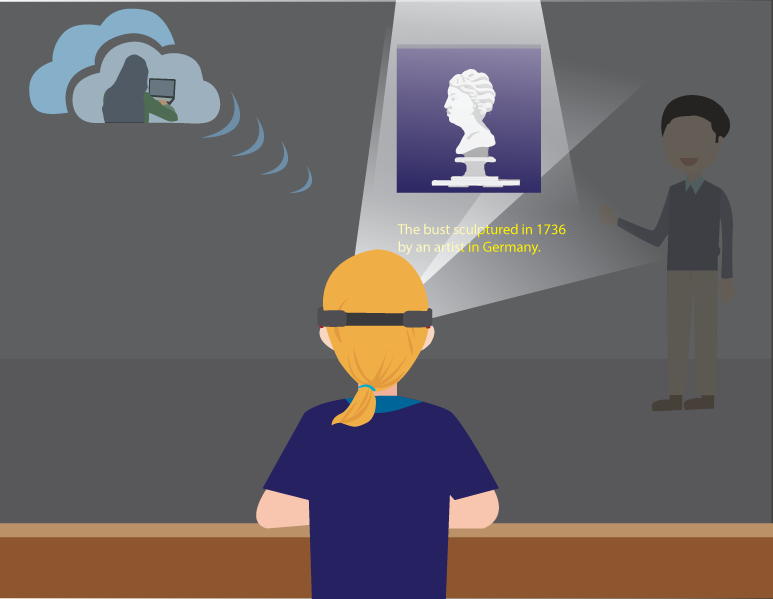 The bust sculptured in 1736
by an artist in Germany.